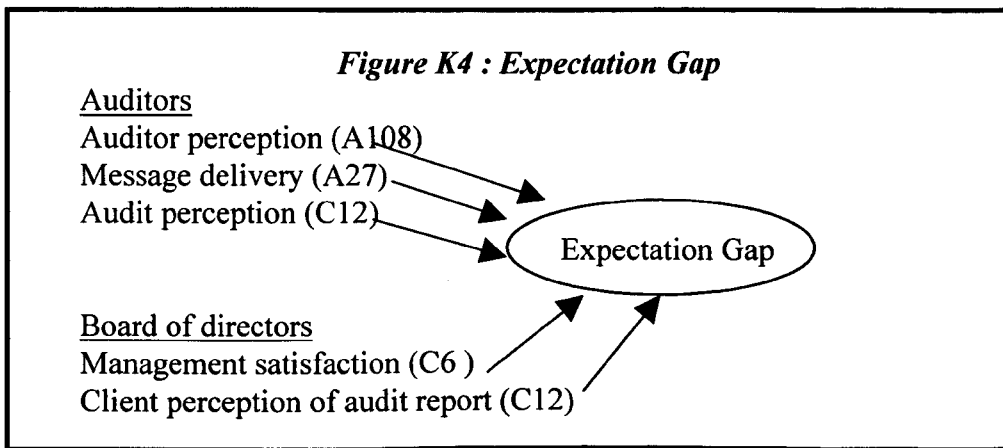 Figure K4 : Expectation Gap
Auditors
Auditor perception (A108)
Message delivery (A27)
Audit perception (C12)
Expectation Gap
Board of directors
Management satisfaction (C6 )
Client perception of audit report (C12)